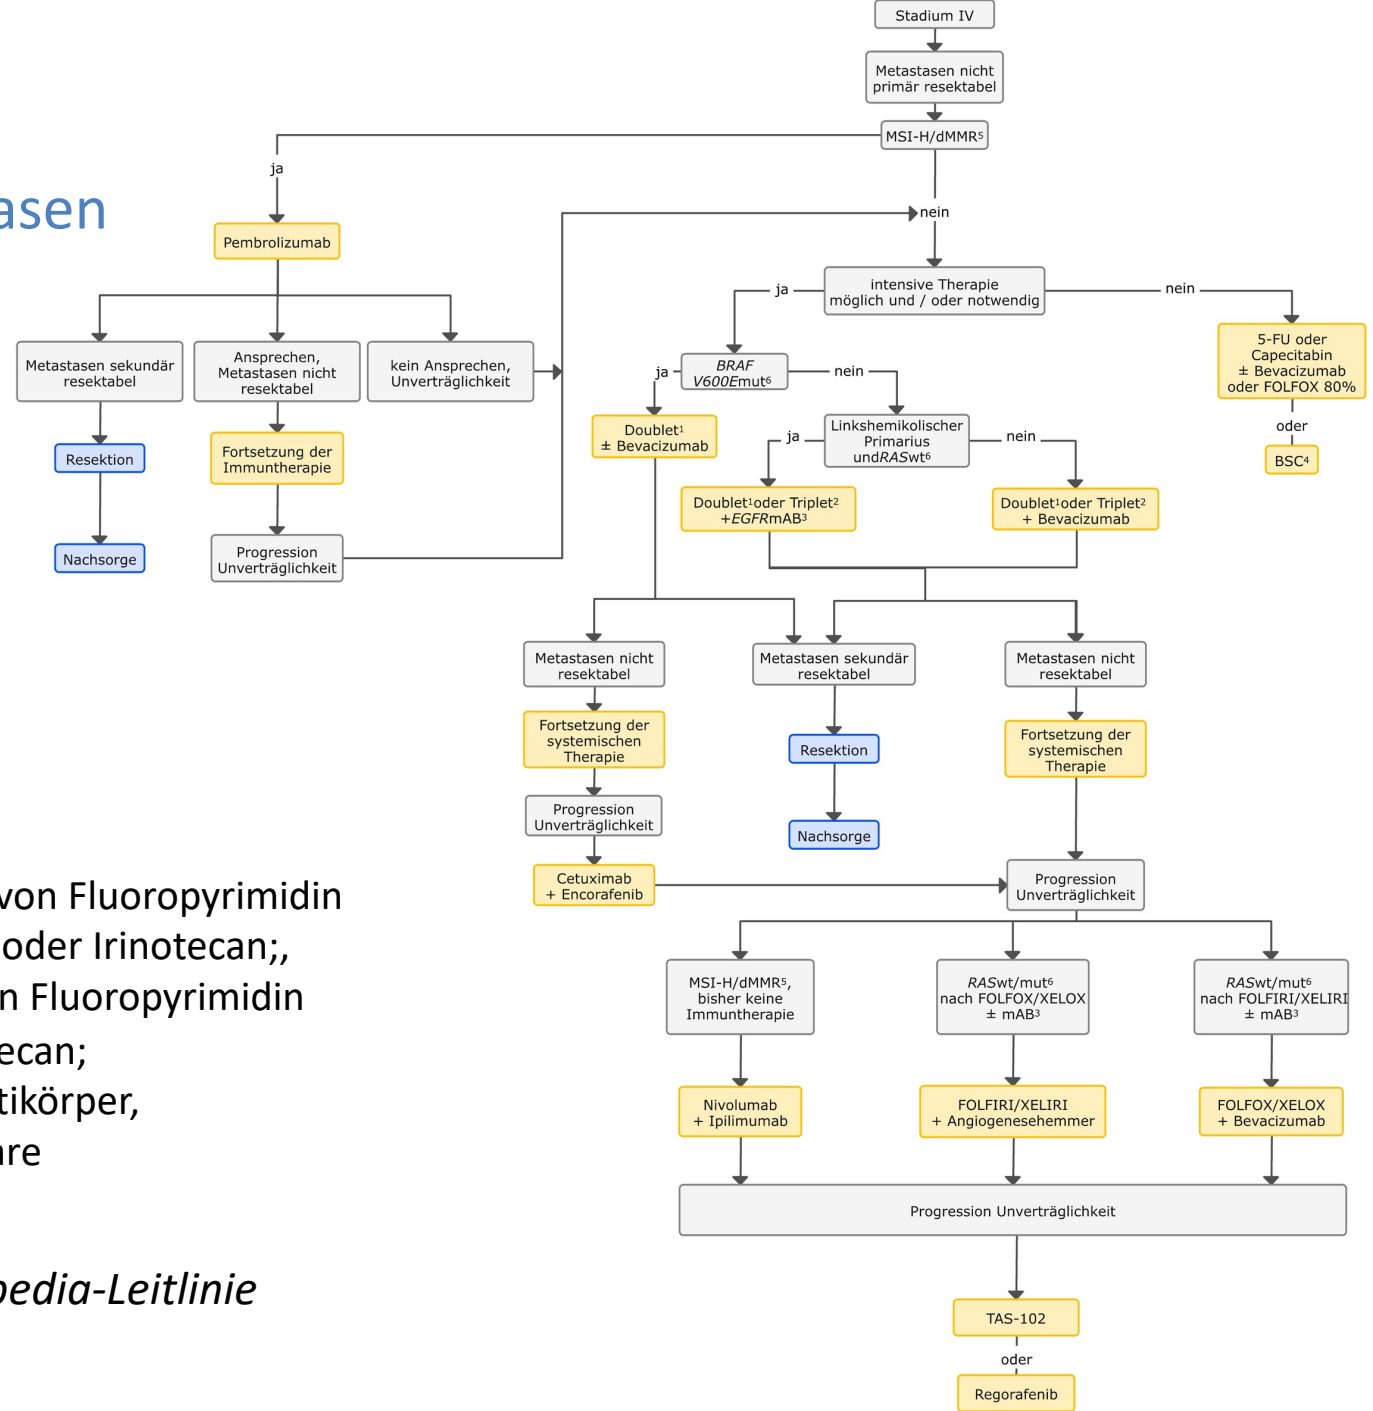 Stadium IV
Metastasen nicht
primär resektabel
MSI-H/dMMR⁵
ja
nein
asen
Pembrolizumab
intensive Therapie
möglich und / oder notwendig
ja
nein
Metastasen sekundär
resektabel
Ansprechen,
Metastasen nicht
resektabel
kein Ansprechen,
Unverträglichkeit
5-FU oder
Capecitabin
± Bevacizumab
oder FOLFOX 80%
oder
BSC⁴
BRAF
V600Emut⁶
ja
nein
Resektion
Fortsetzung der
Immuntherapie
Doublet¹
± Bevacizumab
Linkshemikolischer
Primarius
undRASwt⁶
ja
nein
Doublet¹oder Triplet²
+EGFRmAB³
Doublet¹oder Triplet²
+ Bevacizumab
Nachsorge
Progression
Unverträglichkeit
Metastasen nicht
resektabel
Metastasen sekundär
resektabel
Metastasen nicht
resektabel
Fortsetzung der
systemischen
Therapie
Resektion
Fortsetzung der
systemischen
Therapie
Progression
Unverträglichkeit
Nachsorge
Cetuximab
+ Encorafenib
Progression
Unverträglichkeit
von Fluoropyrimidin
oder Irinotecan;,
n Fluoropyrimidin
ecan;
tikörper,
are
MSI-H/dMMR⁵,
bisher keine
Immuntherapie
RASwt/mut⁶
nach FOLFOX/XELOX
± mAB³
RASwt/mut⁶
nach FOLFIRI/XELIRI
± mAB³
Nivolumab
+ Ipilimumab
FOLFIRI/XELIRI
+ Angiogenesehemmer
FOLFOX/XELOX
+ Bevacizumab
Progression Unverträglichkeit
pedia-Leitlinie
TAS-102
oder
Regorafenib